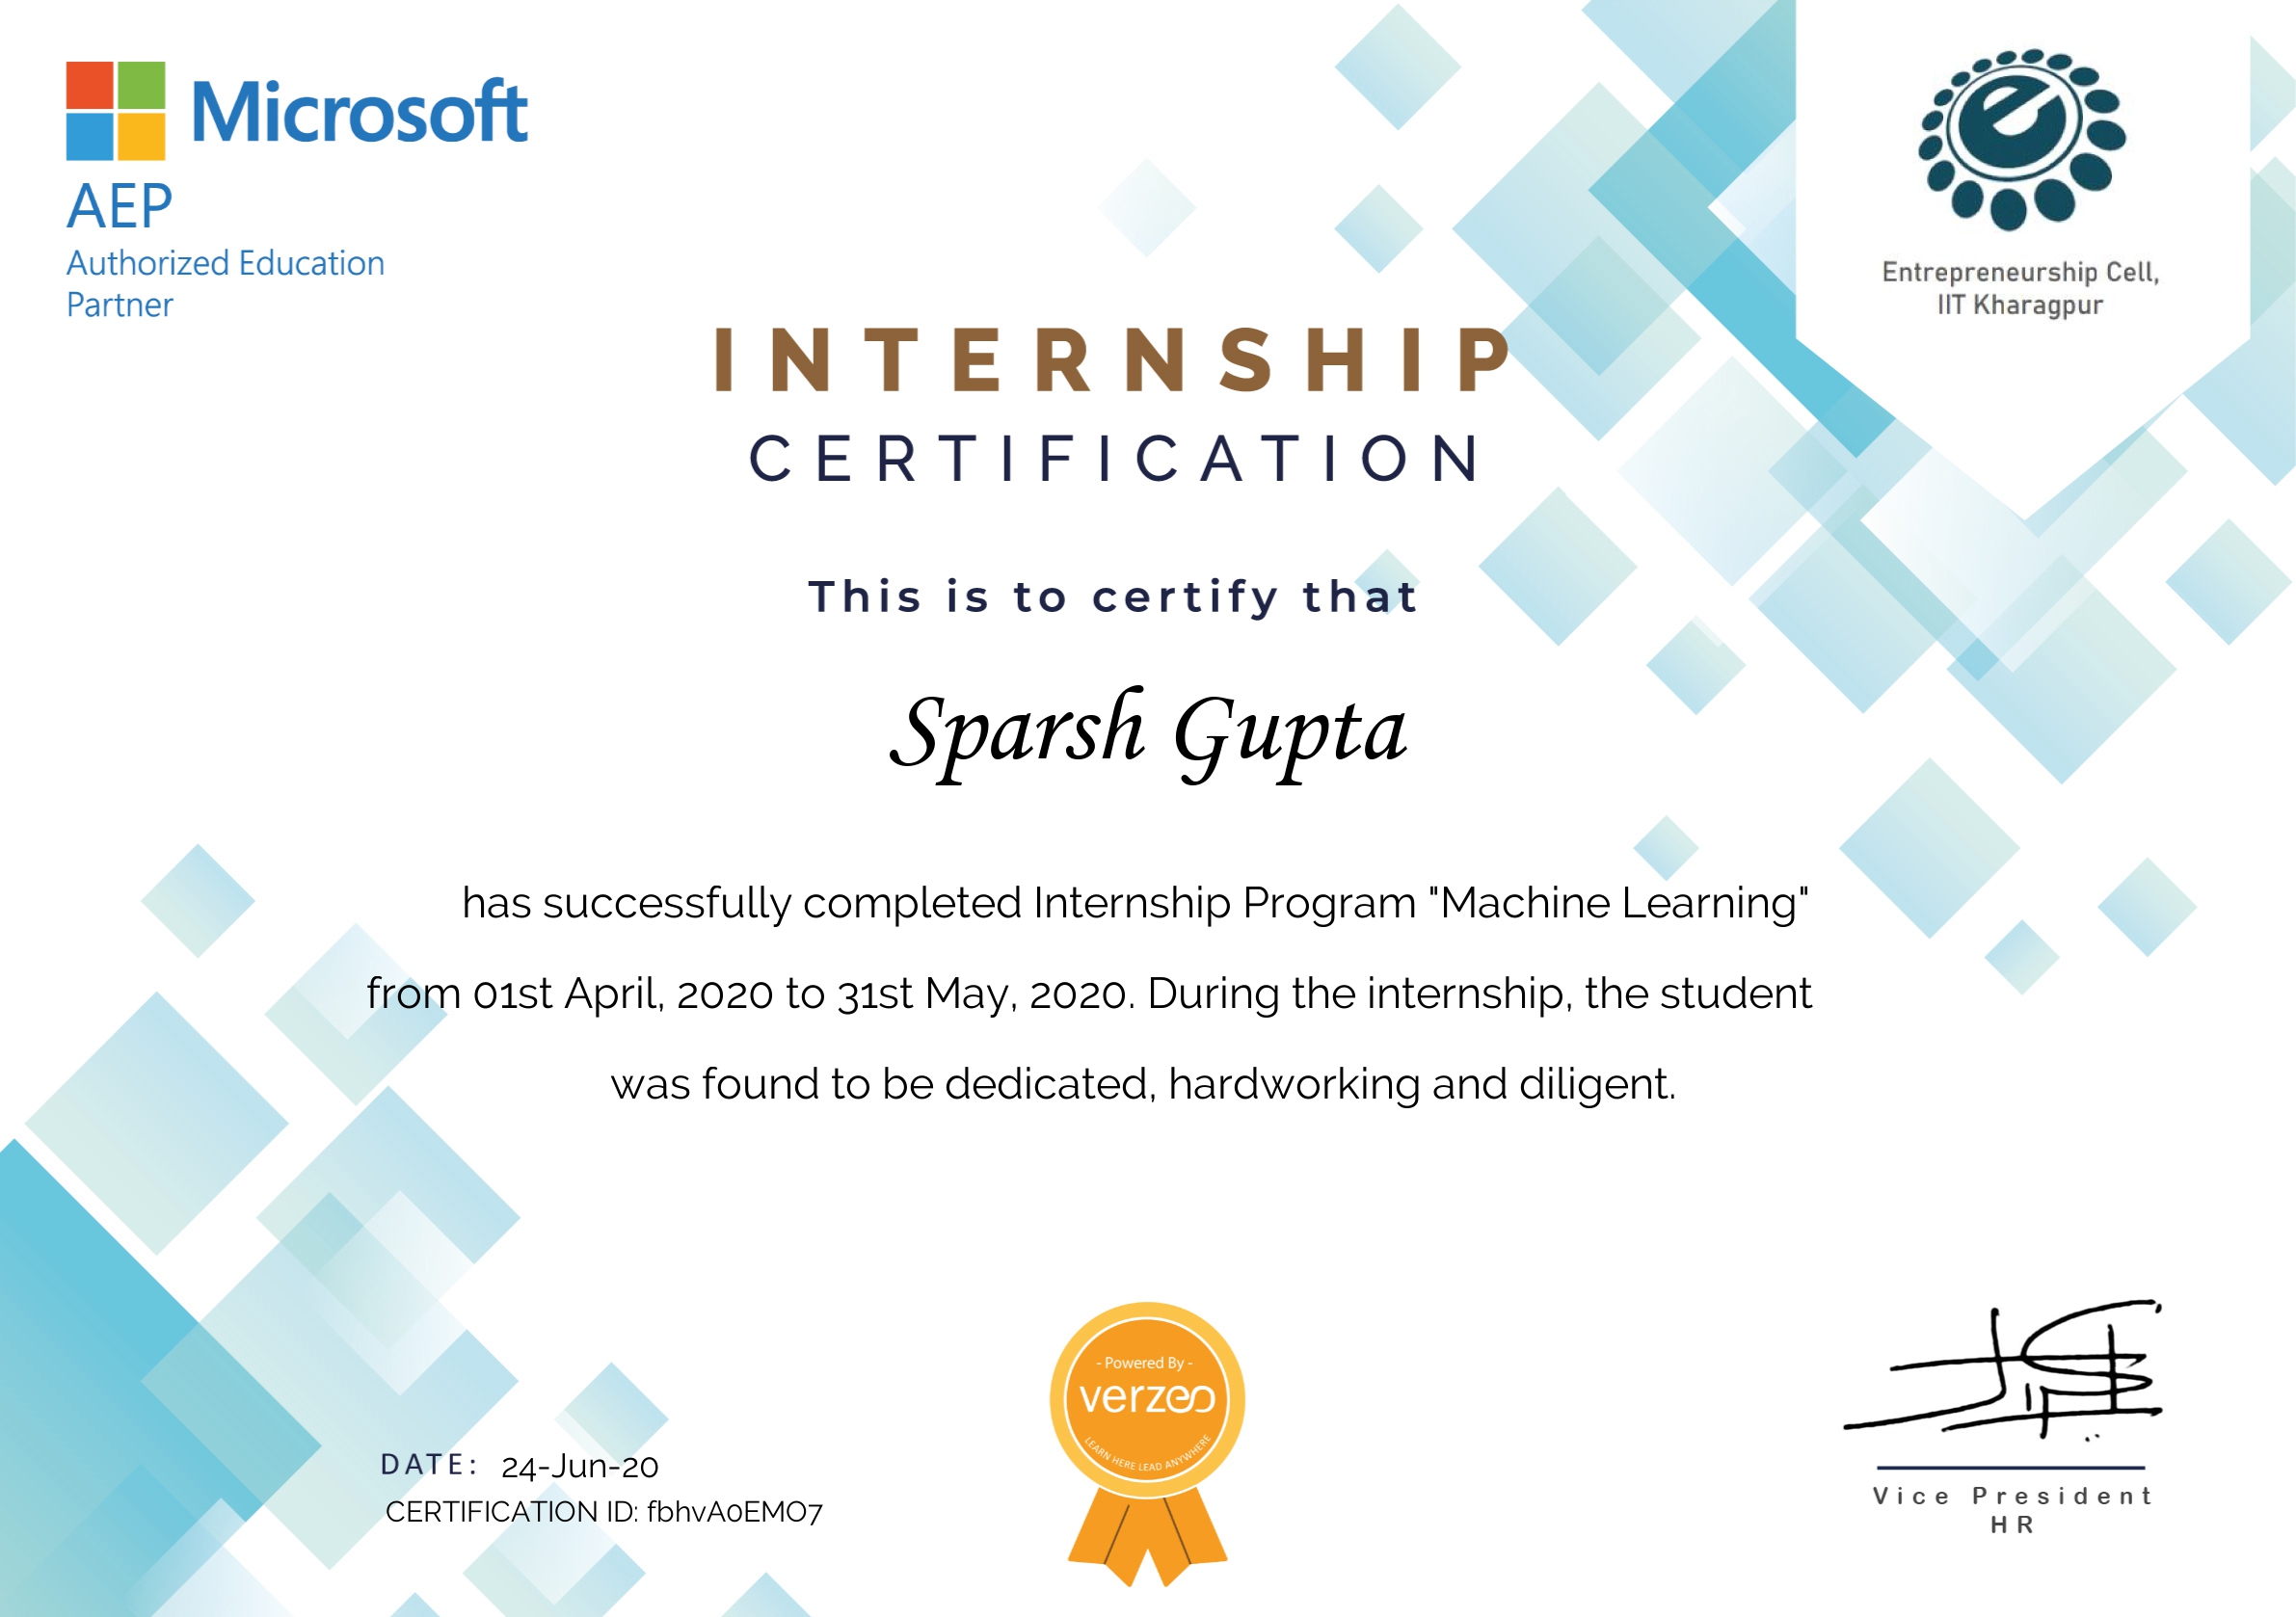 Microsoft
AEP
Authorized Education
Partner
Entrepreneurship Cell,
IIT Kharagpur
INTERNSHIP
CERTIFICATION
This is to certify that
Sparsh Gupta
has successfully completed Internship Program "Machine Learning"
from 01st April, 2020 to 31st May, 2020. During the internship, the student
was found to be dedicated, hardworking and diligent.
- Powered By -
verzeo
LEARN HERE LEAD ANYWHERE
DATE: 24-Jun-20
CERTIFICATION ID: fbhvA0EMO7
Vice President
HR